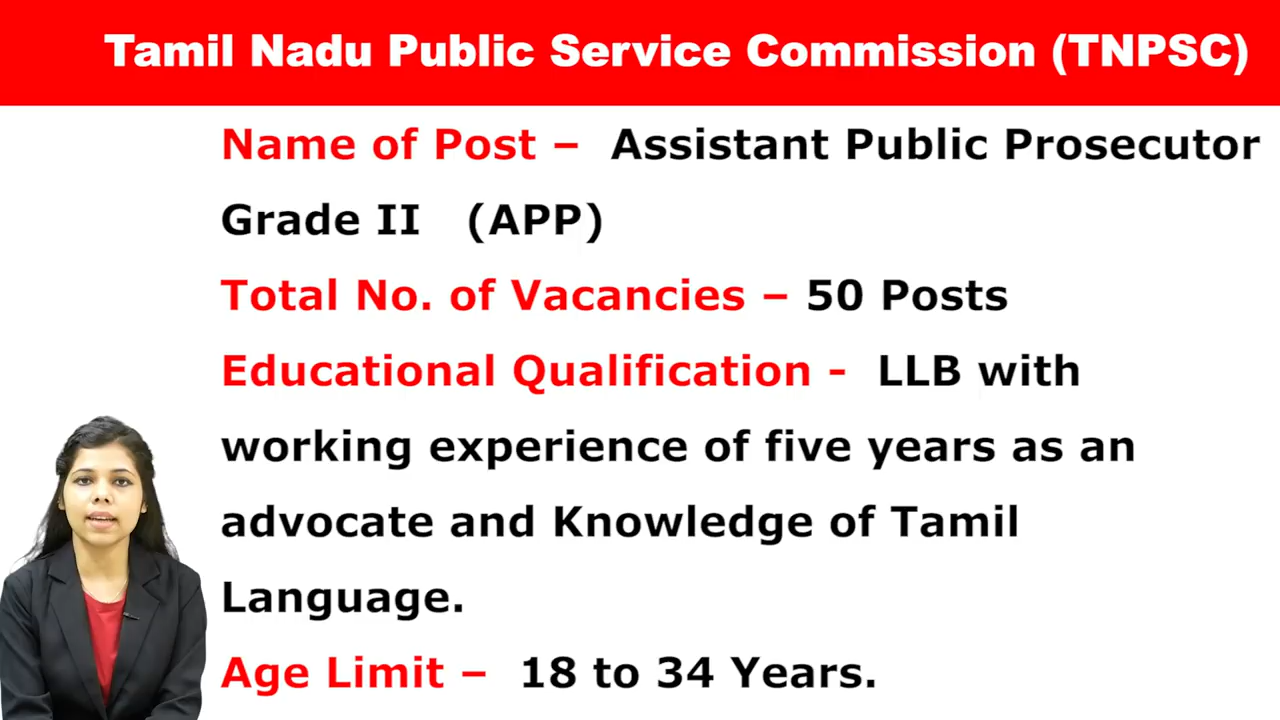 Tamil Nadu Public Service Commission (TNPSC)
Name of Post – Assistant Public Prosecutor
Grade II (APP)
Total No. of Vacancies – 50 Posts
Educational Qualification - LLB with
working experience of five years as an
advocate and Knowledge of Tamil
Language.
Age Limit – 18 to 34 Years.